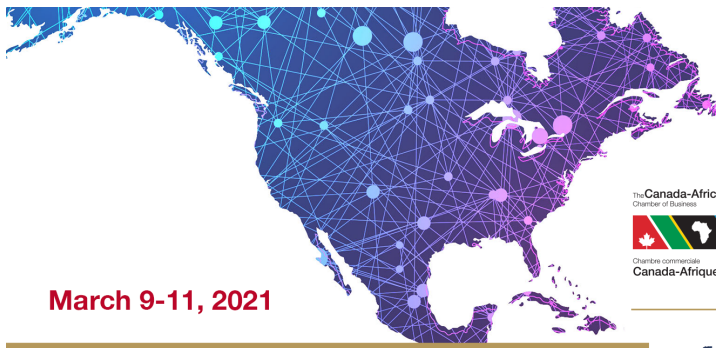 The Canada-Afric
Chamber of Business
Chambre commerciale
Canada-Afrique
March 9-11, 2021